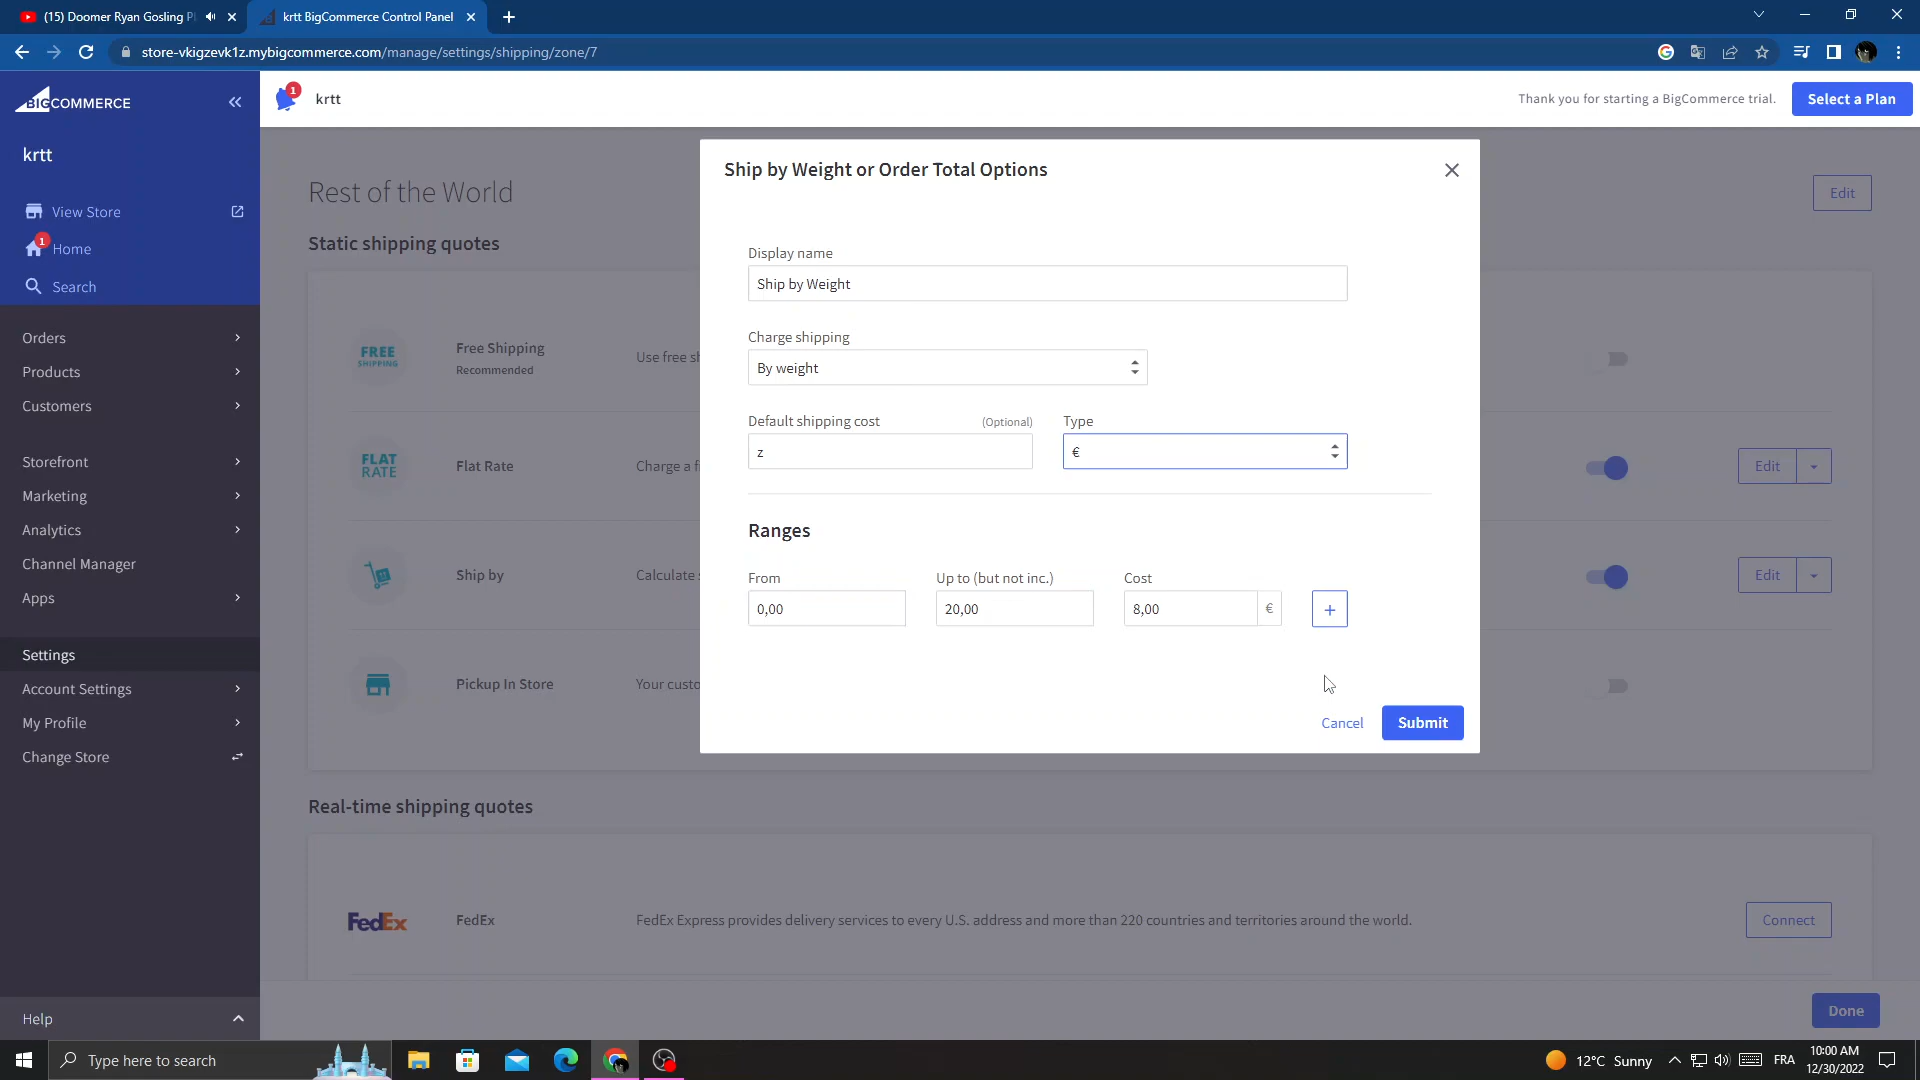 (15) Doomer Ryan Gosling Pl
krtt BigCommerce Control Panel
store-vkigzevk1z.mybigcommerce.com/manage/settings/shipping/zone/7
BIGCOMMERCE
1
krtt
Thank you for starting a BigCommerce trial.
Select a Plan
krtt
View Store
1
Home
Search
Orders
Products
Customers
Storefront
Marketing
Analytics
Channel Manager
Apps
Settings
Account Settings
My Profile
Change Store
Help
Rest of the World
Edit
Static shipping quotes
FREE
SHIPPING
Free Shipping
Recommended
Use free sh
FLAT
RATE
Flat Rate
Charge a f
Edit
Ship by
Calculate s
Edit
Pickup In Store
Your custo
Real-time shipping quotes
FedEx
FedEx
FedEx Express provides delivery services to every U.S. address and more than 220 countries and territories around the world.
Connect
Done
Ship by Weight or Order Total Options
Display name
Ship by Weight
Charge shipping
By weight
Default shipping cost (Optional) Type
z €
Ranges
From Up to (but not inc.) Cost
0,00 20,00 8,00 € +
Cancel Submit
Type here to search
12°C Sunny
FRA
10:00 AM
12/30/2022